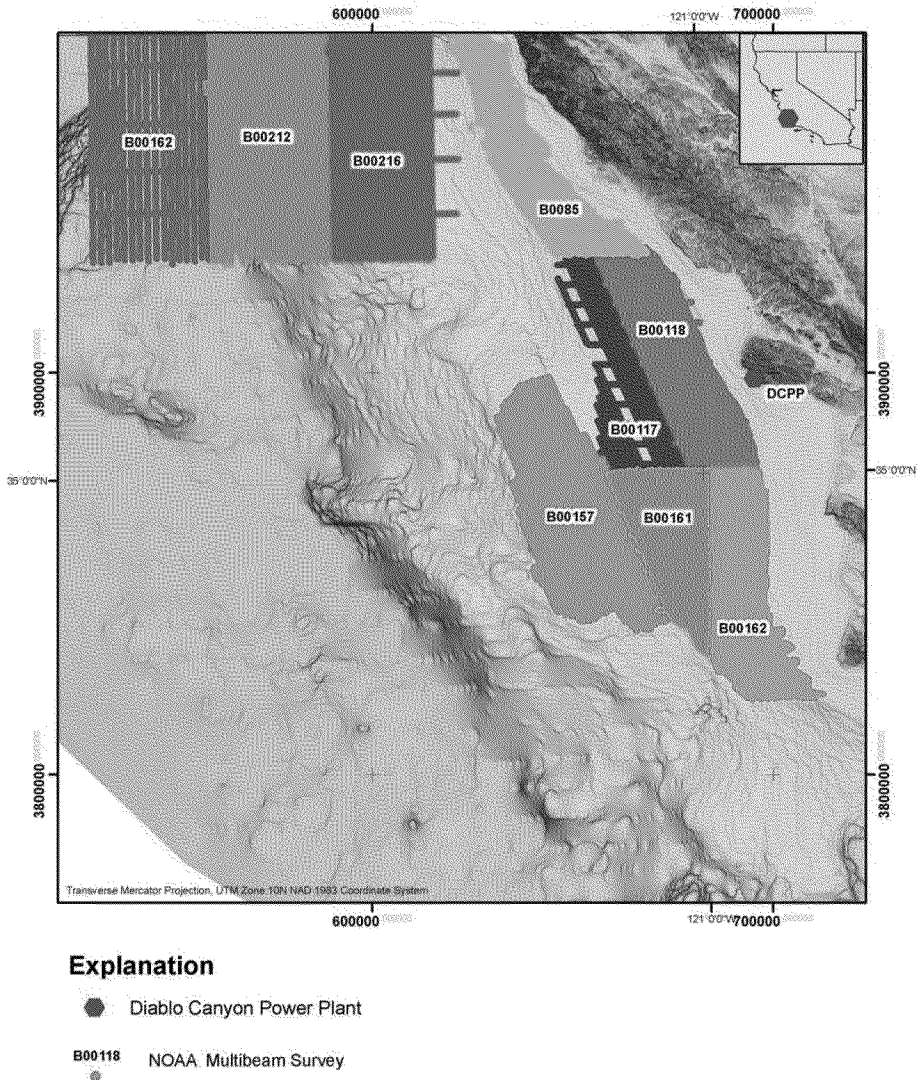 600000
121°0'0"W
700000
B00162
B00212
B00216
B0085
B00118
3900000
3900000
DCPP
B00117
35°0'0"N
35°0'0"N
B00157
B00161
B00162
3800000
3800000
Transverse Mercator Projection, UTM Zone 10N NAD 1983 Coordinate System
600000
121°0'0"W
700000
Explanation
Diablo Canyon Power Plant
B00118
NOAA Multibeam Survey